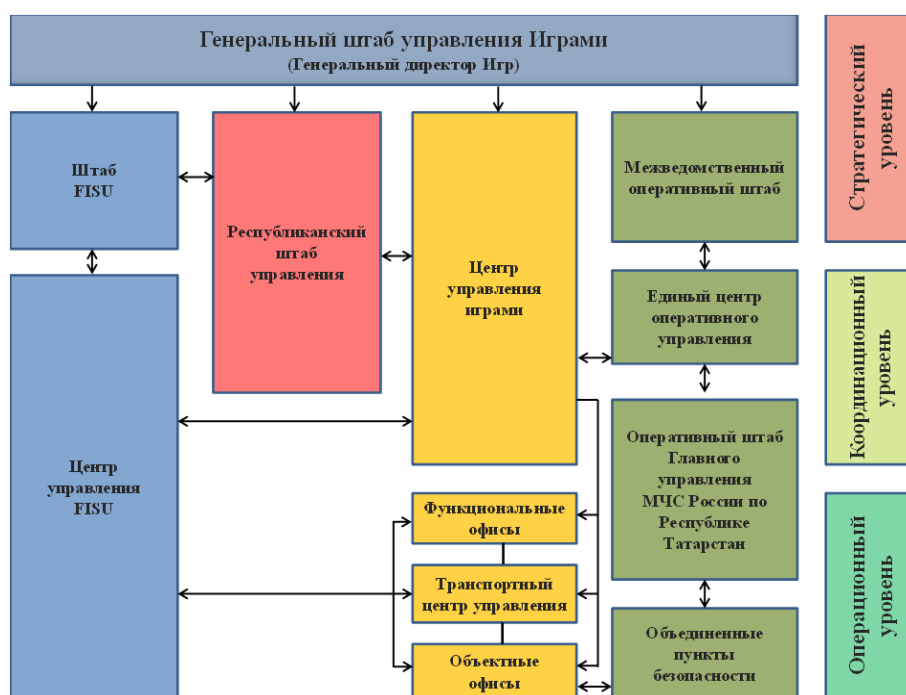 Генеральный штаб управления Играми
(Генеральный директор Игр)
Штаб
FISU
Республиканский
штаб
управления
Центр
управления
играми
Межведомственный
оперативный штаб
Единый центр
оперативного
управления
Оперативный штаб
Главного
управления
МЧС России по
Республике
Татарстан
Центр
управления
FISU
Функциональные
офисы
Транспортный
центр управления
Объектные
офисы
Объединенные
пункты
безопасности
Стратегический
уровень
Координационный
уровень
Операционный
уровень